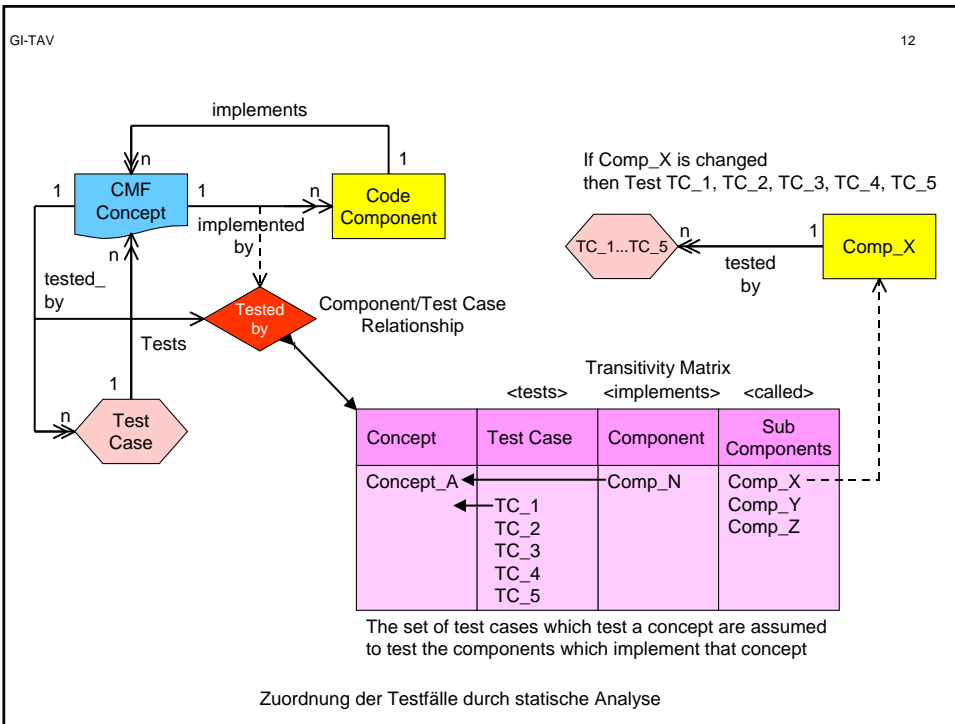 GI-TAV
12
implements
n
1
1
CMF
Concept
1
n
Code
Component
implemented
by
n
tested_
by
Tests
1
n
Test
Case
Tested
by
Component/Test Case
Relationship
If Comp_X is changed
then Test TC_1, TC_2, TC_3, TC_4, TC_5
TC_1...TC_5
n
1
Comp_X
tested
by
Transitivity Matrix
<tests> <implements> <called>
Concept Test Case Component Sub
Components
Concept_A Comp_N Comp_X
TC_1 Comp_Y
TC_2 Comp_Z
TC_3
TC_4
TC_5
The set of test cases which test a concept are assumed
to test the components which implement that concept
Zuordnung der Testfälle durch statische Analyse